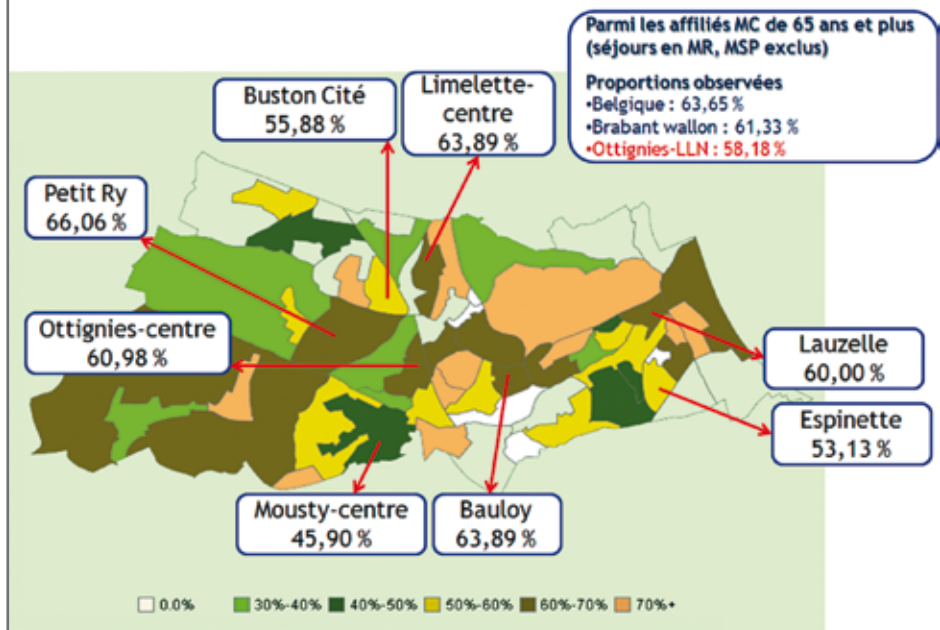 Parmi les affiliés MC de 65 ans et plus
(séjours en MR, MSP exclus)
Proportions observées
•Belgique : 63,65 %
•Brabant wallon : 61,33 %
•Ottignies-LLN : 58,18 %
Buston Cité
55,88 %
Limelette-
centre
63,89 %
Petit Ry
66,06 %
Ottignies-centre
60,98 %
Lauzelle
60,00 %
Espinette
53,13 %
Mousty-centre
45,90 %
Bauloy
63,89 %
0.0% 30%-40% 40%-50% 50%-60% 60%-70% 70%+